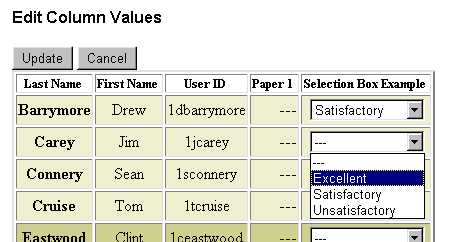 Edit Column Values
Update Cancel
Last Name First Name User ID Paper 1 Selection Box Example
Barrymore Drew 1dbarrymore --- Satisfactory
Carey Jim 1jcarey --- ---
---
Connery Sean 1sconnery --- Excellent
Satisfactory
Cruise Tom 1tcruise --- Unsatisfactory
Eastwood Clint 1ceastwood --- ---